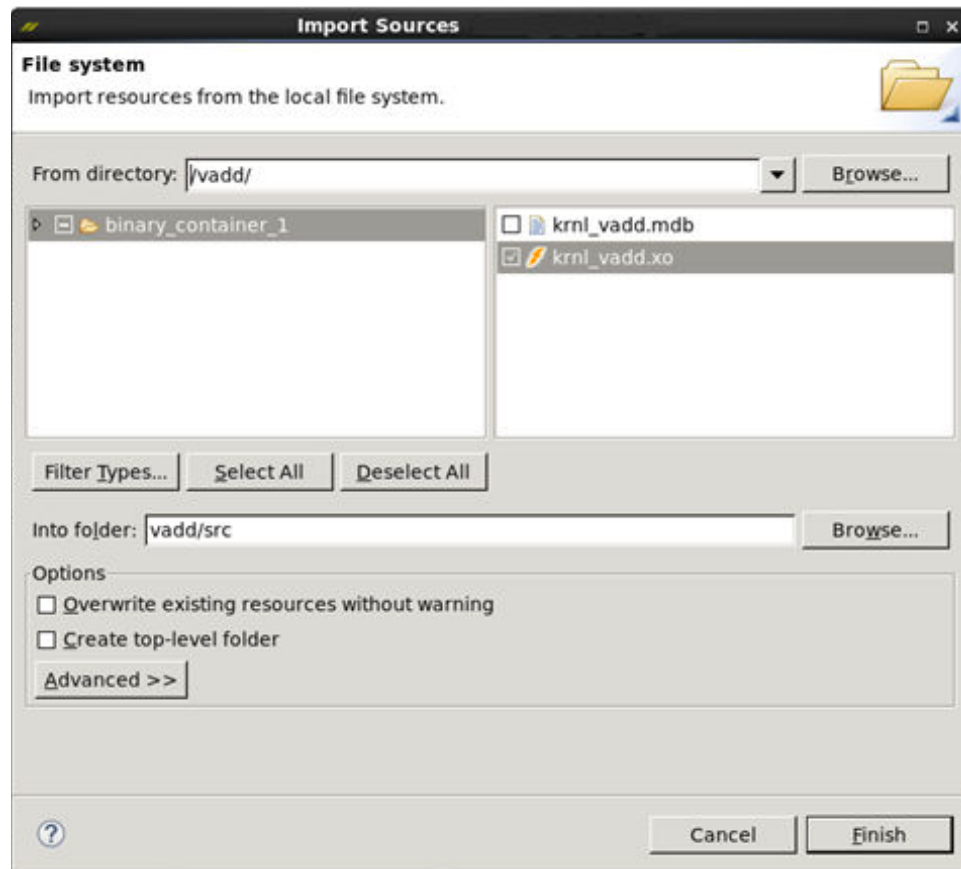 Import Sources
File system
Import resources from the local file system.
From directory: /vadd/ Browse...
binary_container_1
krnl_vadd.mdb
krnl_vadd.xo
Filter Types... Select All Deselect All
Into folder: vadd/src Browse...
Options
Overwrite existing resources without warning
Create top-level folder
Advanced >>
? Cancel Finish